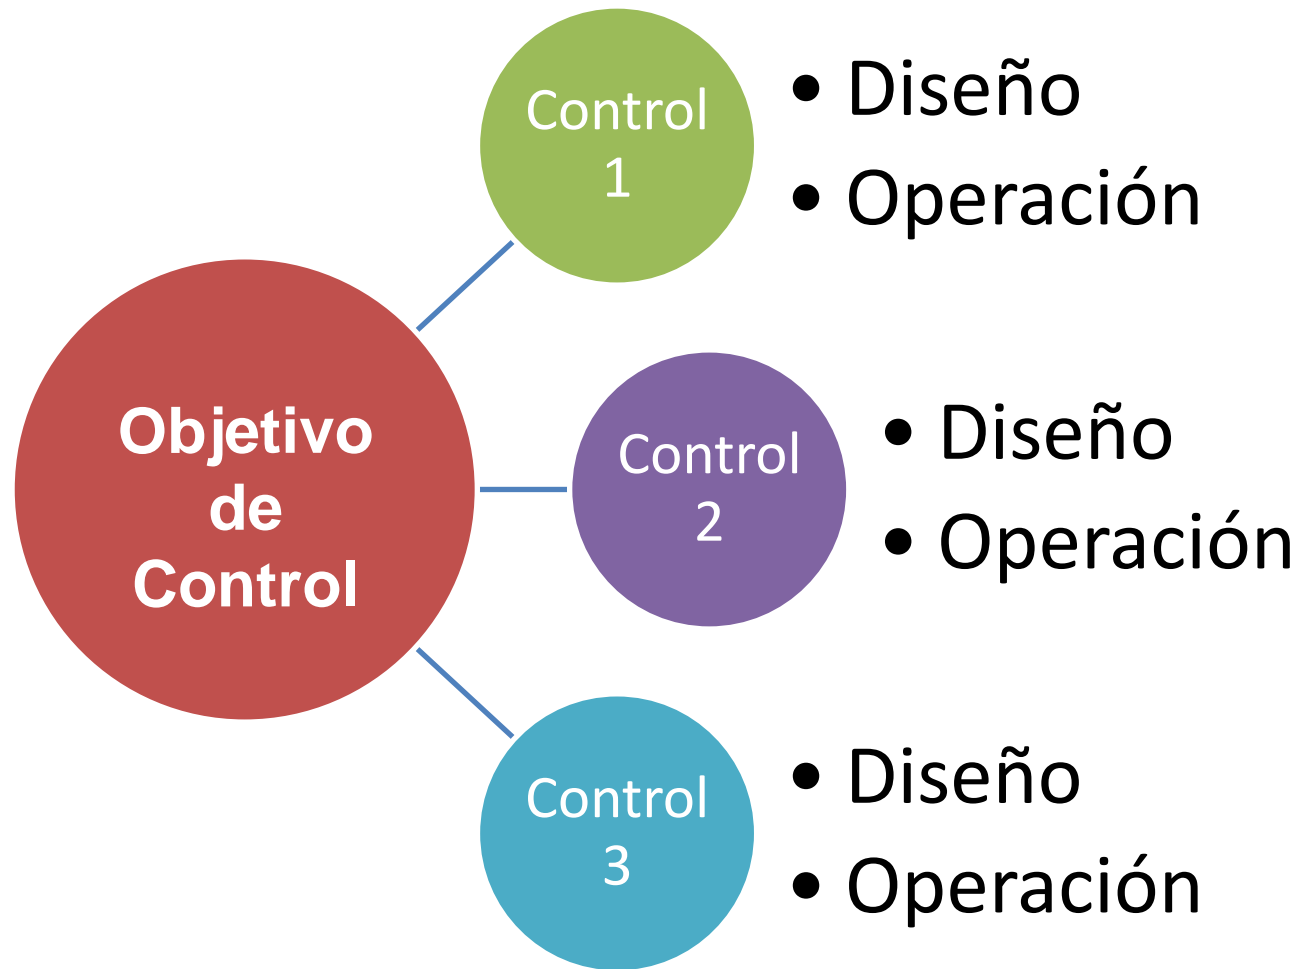 Objetivo
de
Control
Control
1
• Diseño
• Operación
Control
2
• Diseño
• Operación
Control
3
• Diseño
• Operación